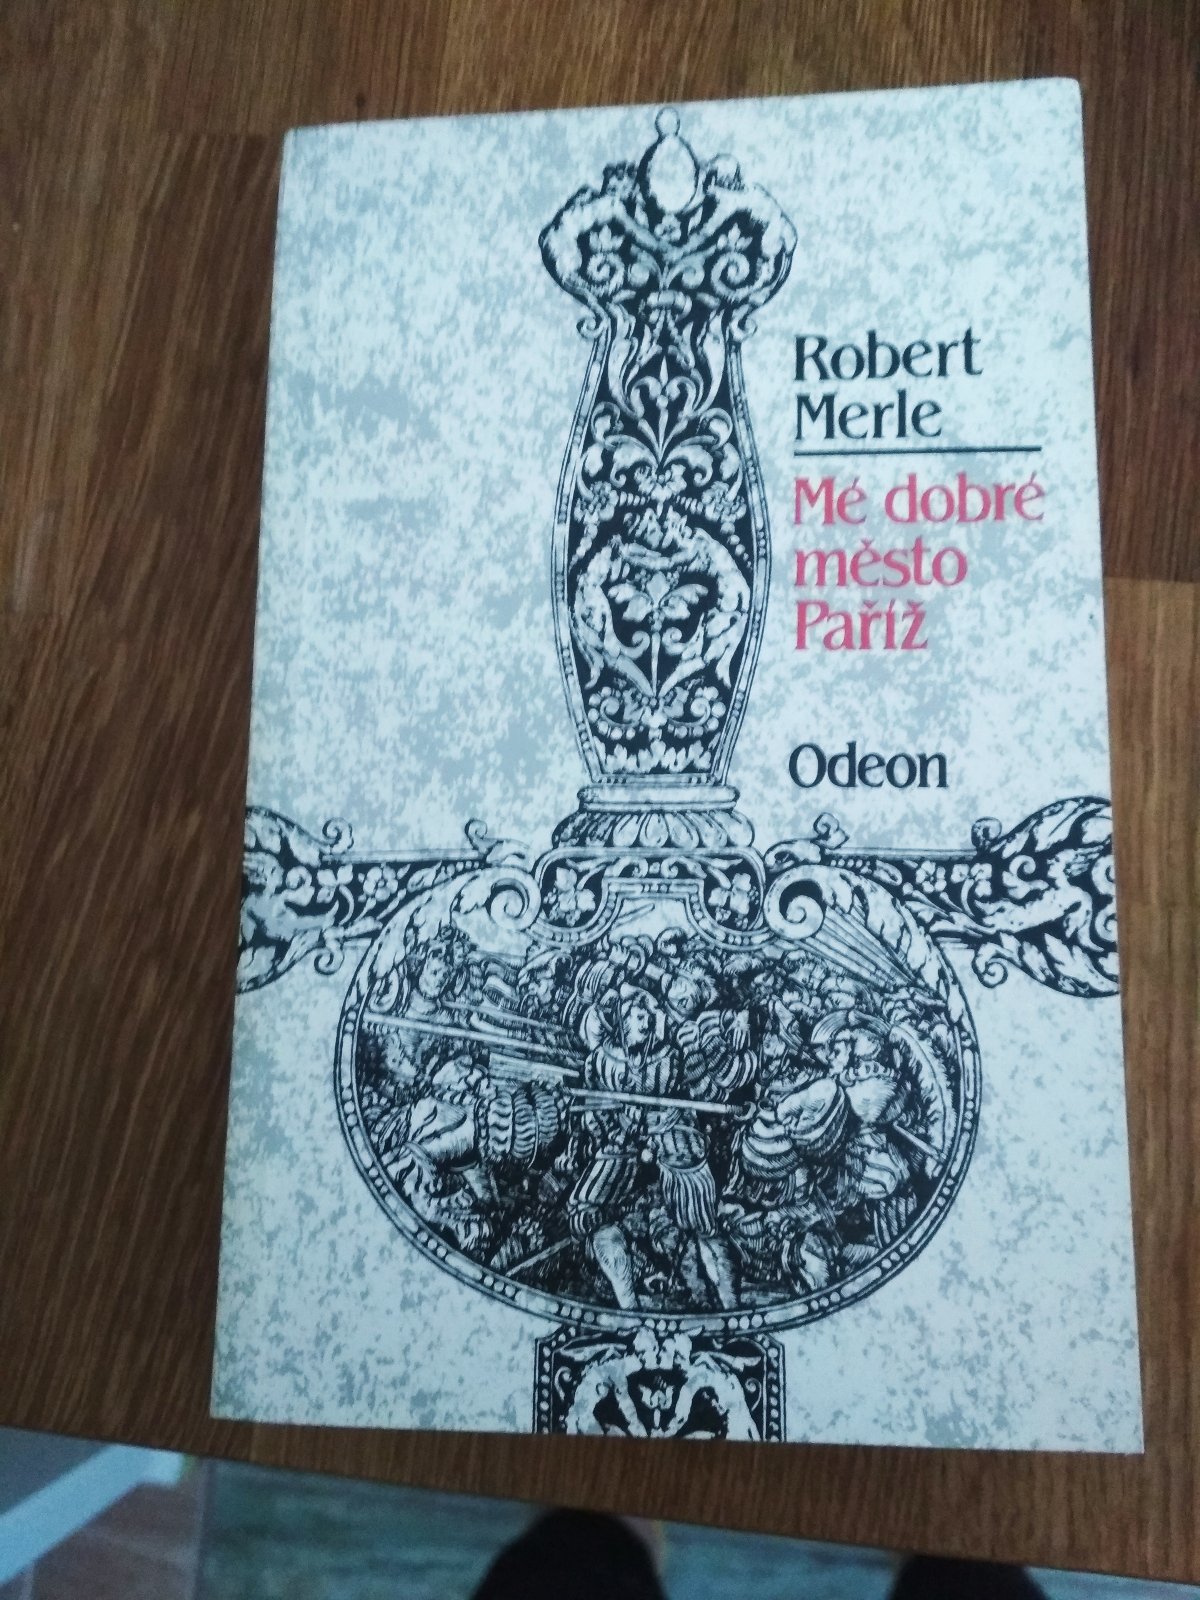 Robert
Merle
Mé dobré
město
Paříž
Odeon